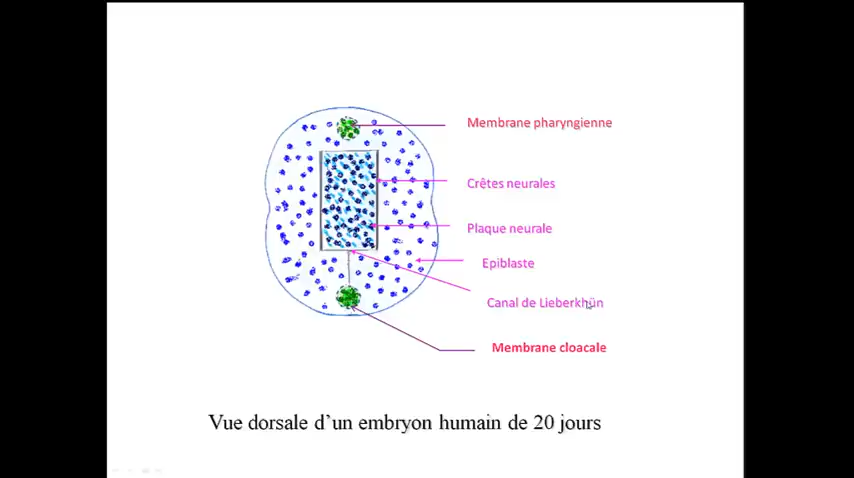 Membrane pharyngienne
Crêtes neurales
Plaque neurale
Epiblaste
Canal de Lieberkhün
Membrane cloacale
Vue dorsale d’un embryon humain de 20 jours